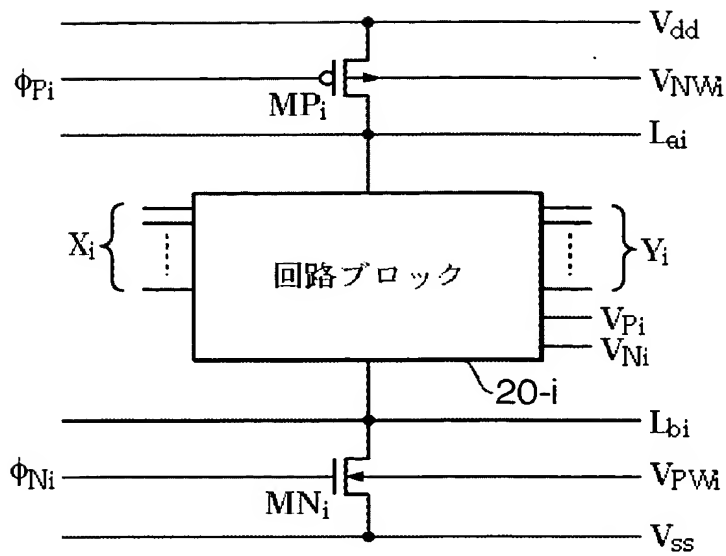 Vdd
ϕPi
VNWi
MPi
Lai
Xi
回路ブロック
Yi
VPi
VNi
20-i
Lbi
ϕNi
VPWi
MNi
Vss